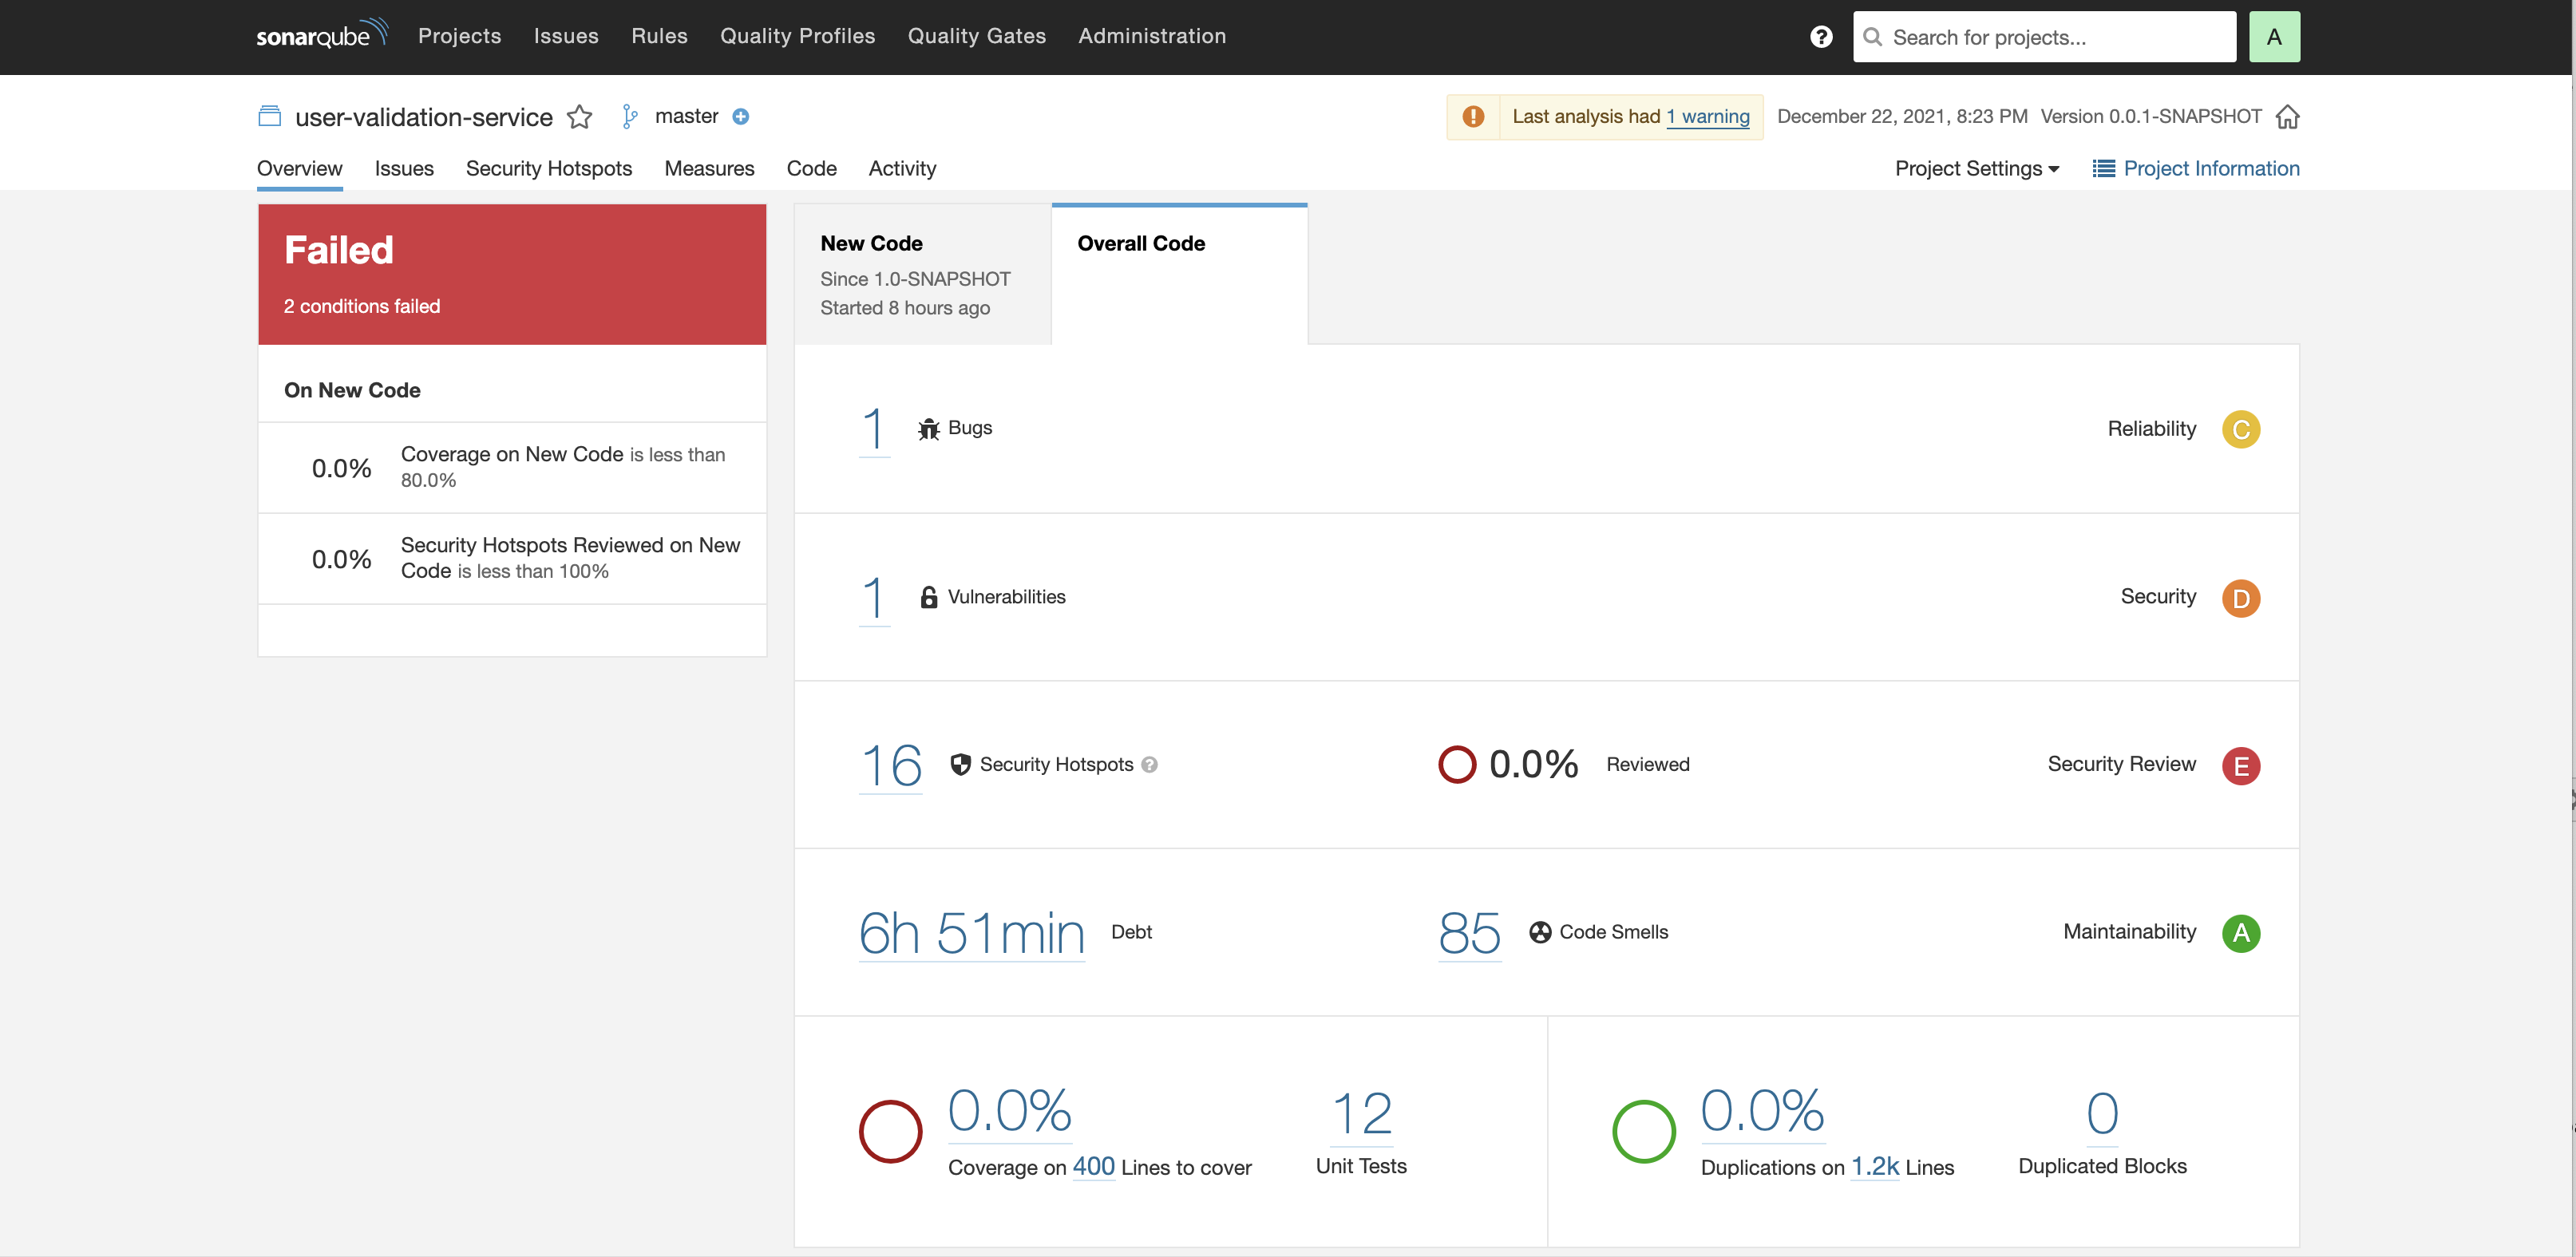 sonarqube Projects Issues Rules Quality Profiles Quality Gates Administration Search for projects... A
user-validation-service master Last analysis had 1 warning December 22, 2021, 8:23 PM Version 0.0.1-SNAPSHOT
Overview Issues Security Hotspots Measures Code Activity Project Settings Project Information
Failed
2 conditions failed
On New Code
0.0% Coverage on New Code is less than
80.0%
0.0% Security Hotspots Reviewed on New
Code is less than 100%
New Code
Since 1.0-SNAPSHOT
Started 8 hours ago
Overall Code
1 Bugs Reliability C
1 Vulnerabilities Security D
16 Security Hotspots ? 0.0% Reviewed Security Review E
6h 51min Debt 85 Code Smells Maintainability A
0.0%
Coverage on 400 Lines to cover
12
Unit Tests
0.0%
Duplications on 1.2k Lines
0
Duplicated Blocks